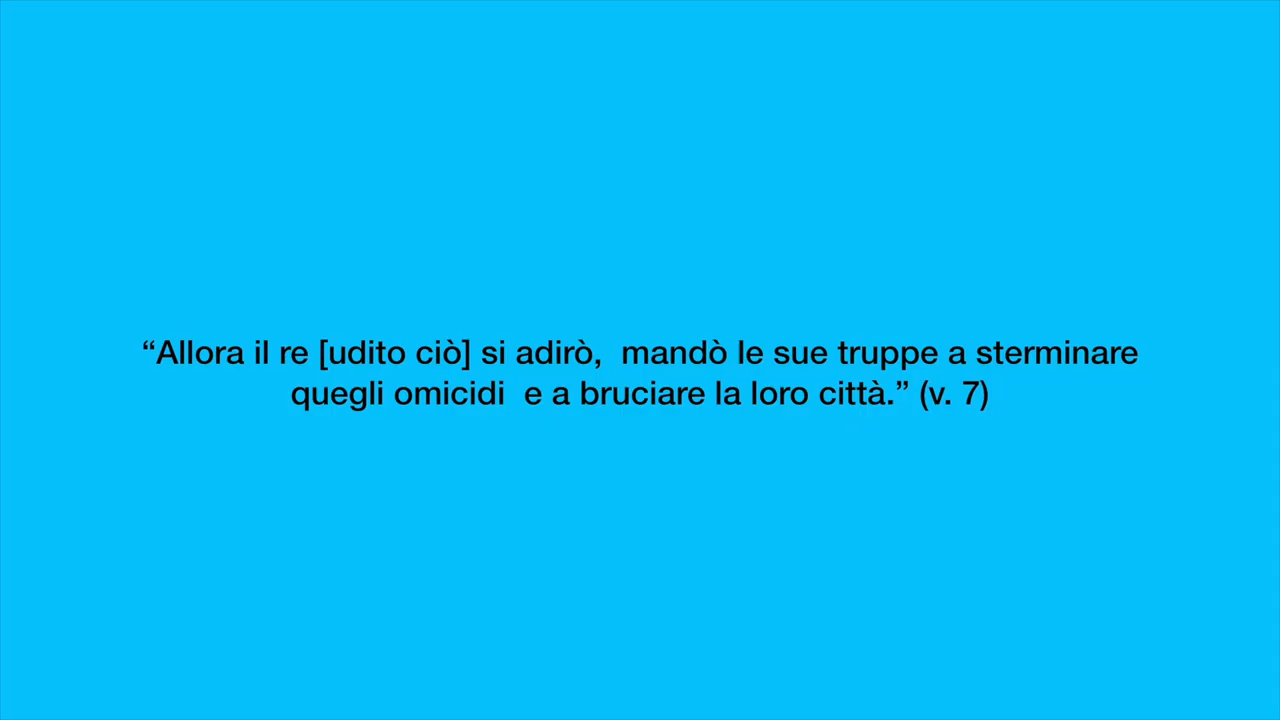 “Allora il re [udito ciò] si adirò,  mandò le sue truppe a sterminare
quegli omicidi  e a bruciare la loro città.” (v. 7)